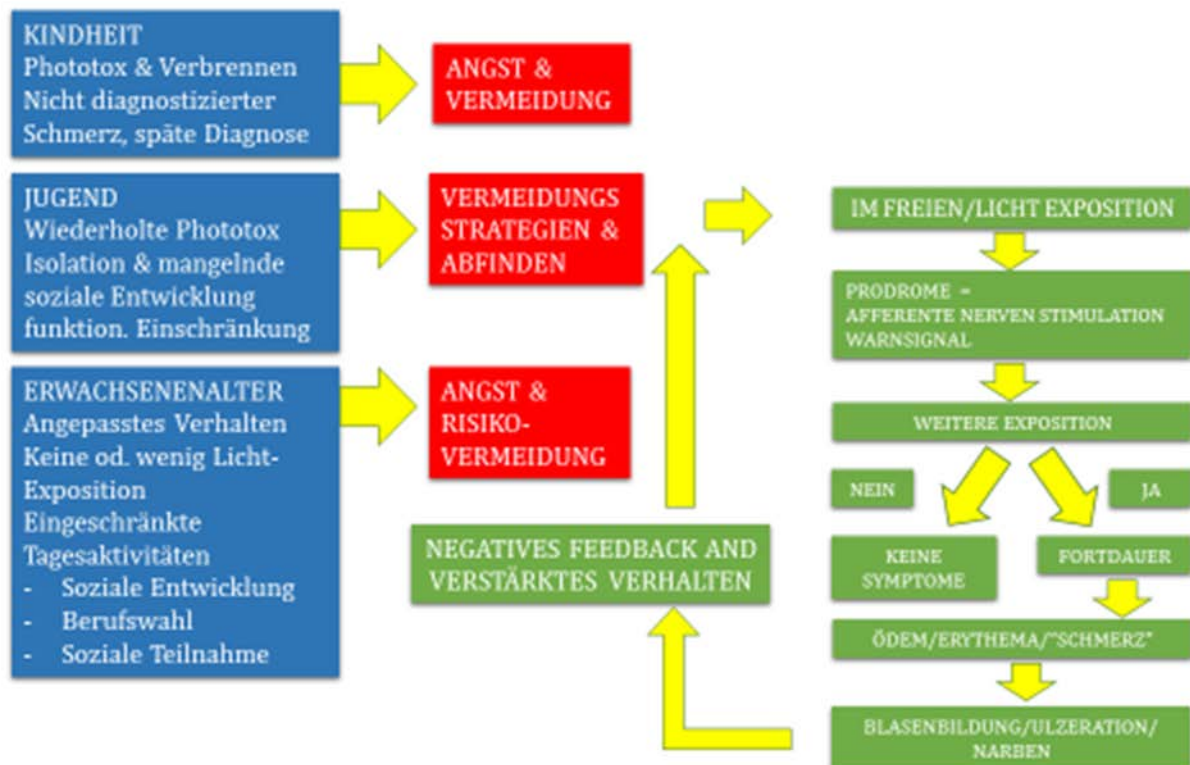 KINDHEIT
Phototox & Verbrennen
Nicht diagnostizierter
Schmerz, späte Diagnose
ANGST &
VERMEIDUNG
JUGEND
Wiederholte Phototox
Isolation & mangelnde
soziale Entwicklung
funktion. Einschränkung
VERMEIDUNGS
STRATEGIEN &
ABFINDEN
ERWACHSENENALTER
Angepasstes Verhalten
Keine od. wenig Licht-
Exposition
Eingeschränkte
Tagesaktivitäten
- Soziale Entwicklung
- Berufswahl
- Soziale Teilnahme
ANGST &
RISIKO-
VERMEIDUNG
NEGATIVES FEEDBACK AND
VERSTÄRKTES VERHALTEN
IM FREIEN/LICHT EXPOSITION
PRODROME =
AFFERENTE NERVEN STIMULATION
WARNSIGNAL
WEITERE EXPOSITION
NEIN
JA
KEINE
SYMPTOME
FORTDAUER
ÖDEM/ERYTHEMA/"SCHMERZ"
BLASENBILDUNG/ULZERATION/
NARBEN